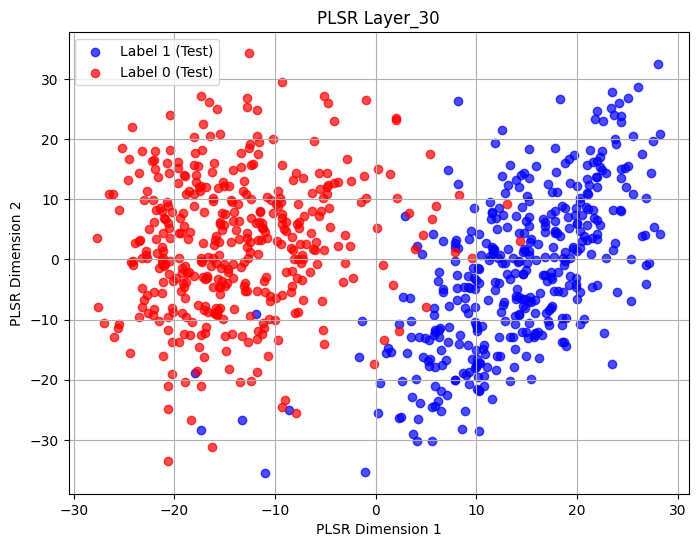 PLSR Layer_30
Label 1 (Test)
Label 0 (Test)
30
20
10
0
−10
−20
−30
PLSR Dimension 2
−30
−20
−10
0
10
20
30
PLSR Dimension 1